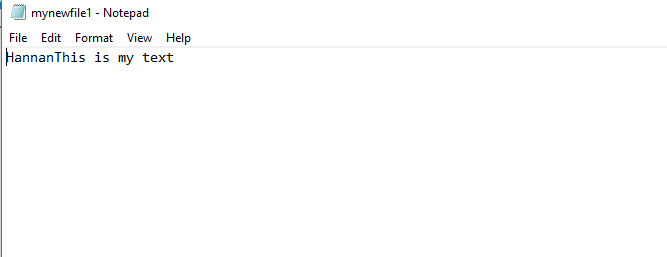 mynewfile1 - Notepad
File Edit Format View Help
HannanThis is my text